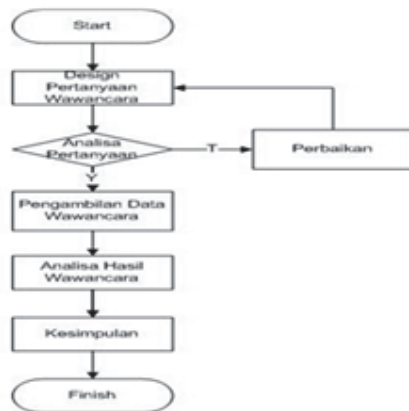 Start
Design
Pertanyaan
Wawancara
Analisa
Pertanyaan
T
Perbaikan
Y
Pengambilan Data
Wawancara
Analisa Hasil
Wawancara
Kesimpulan
Finish